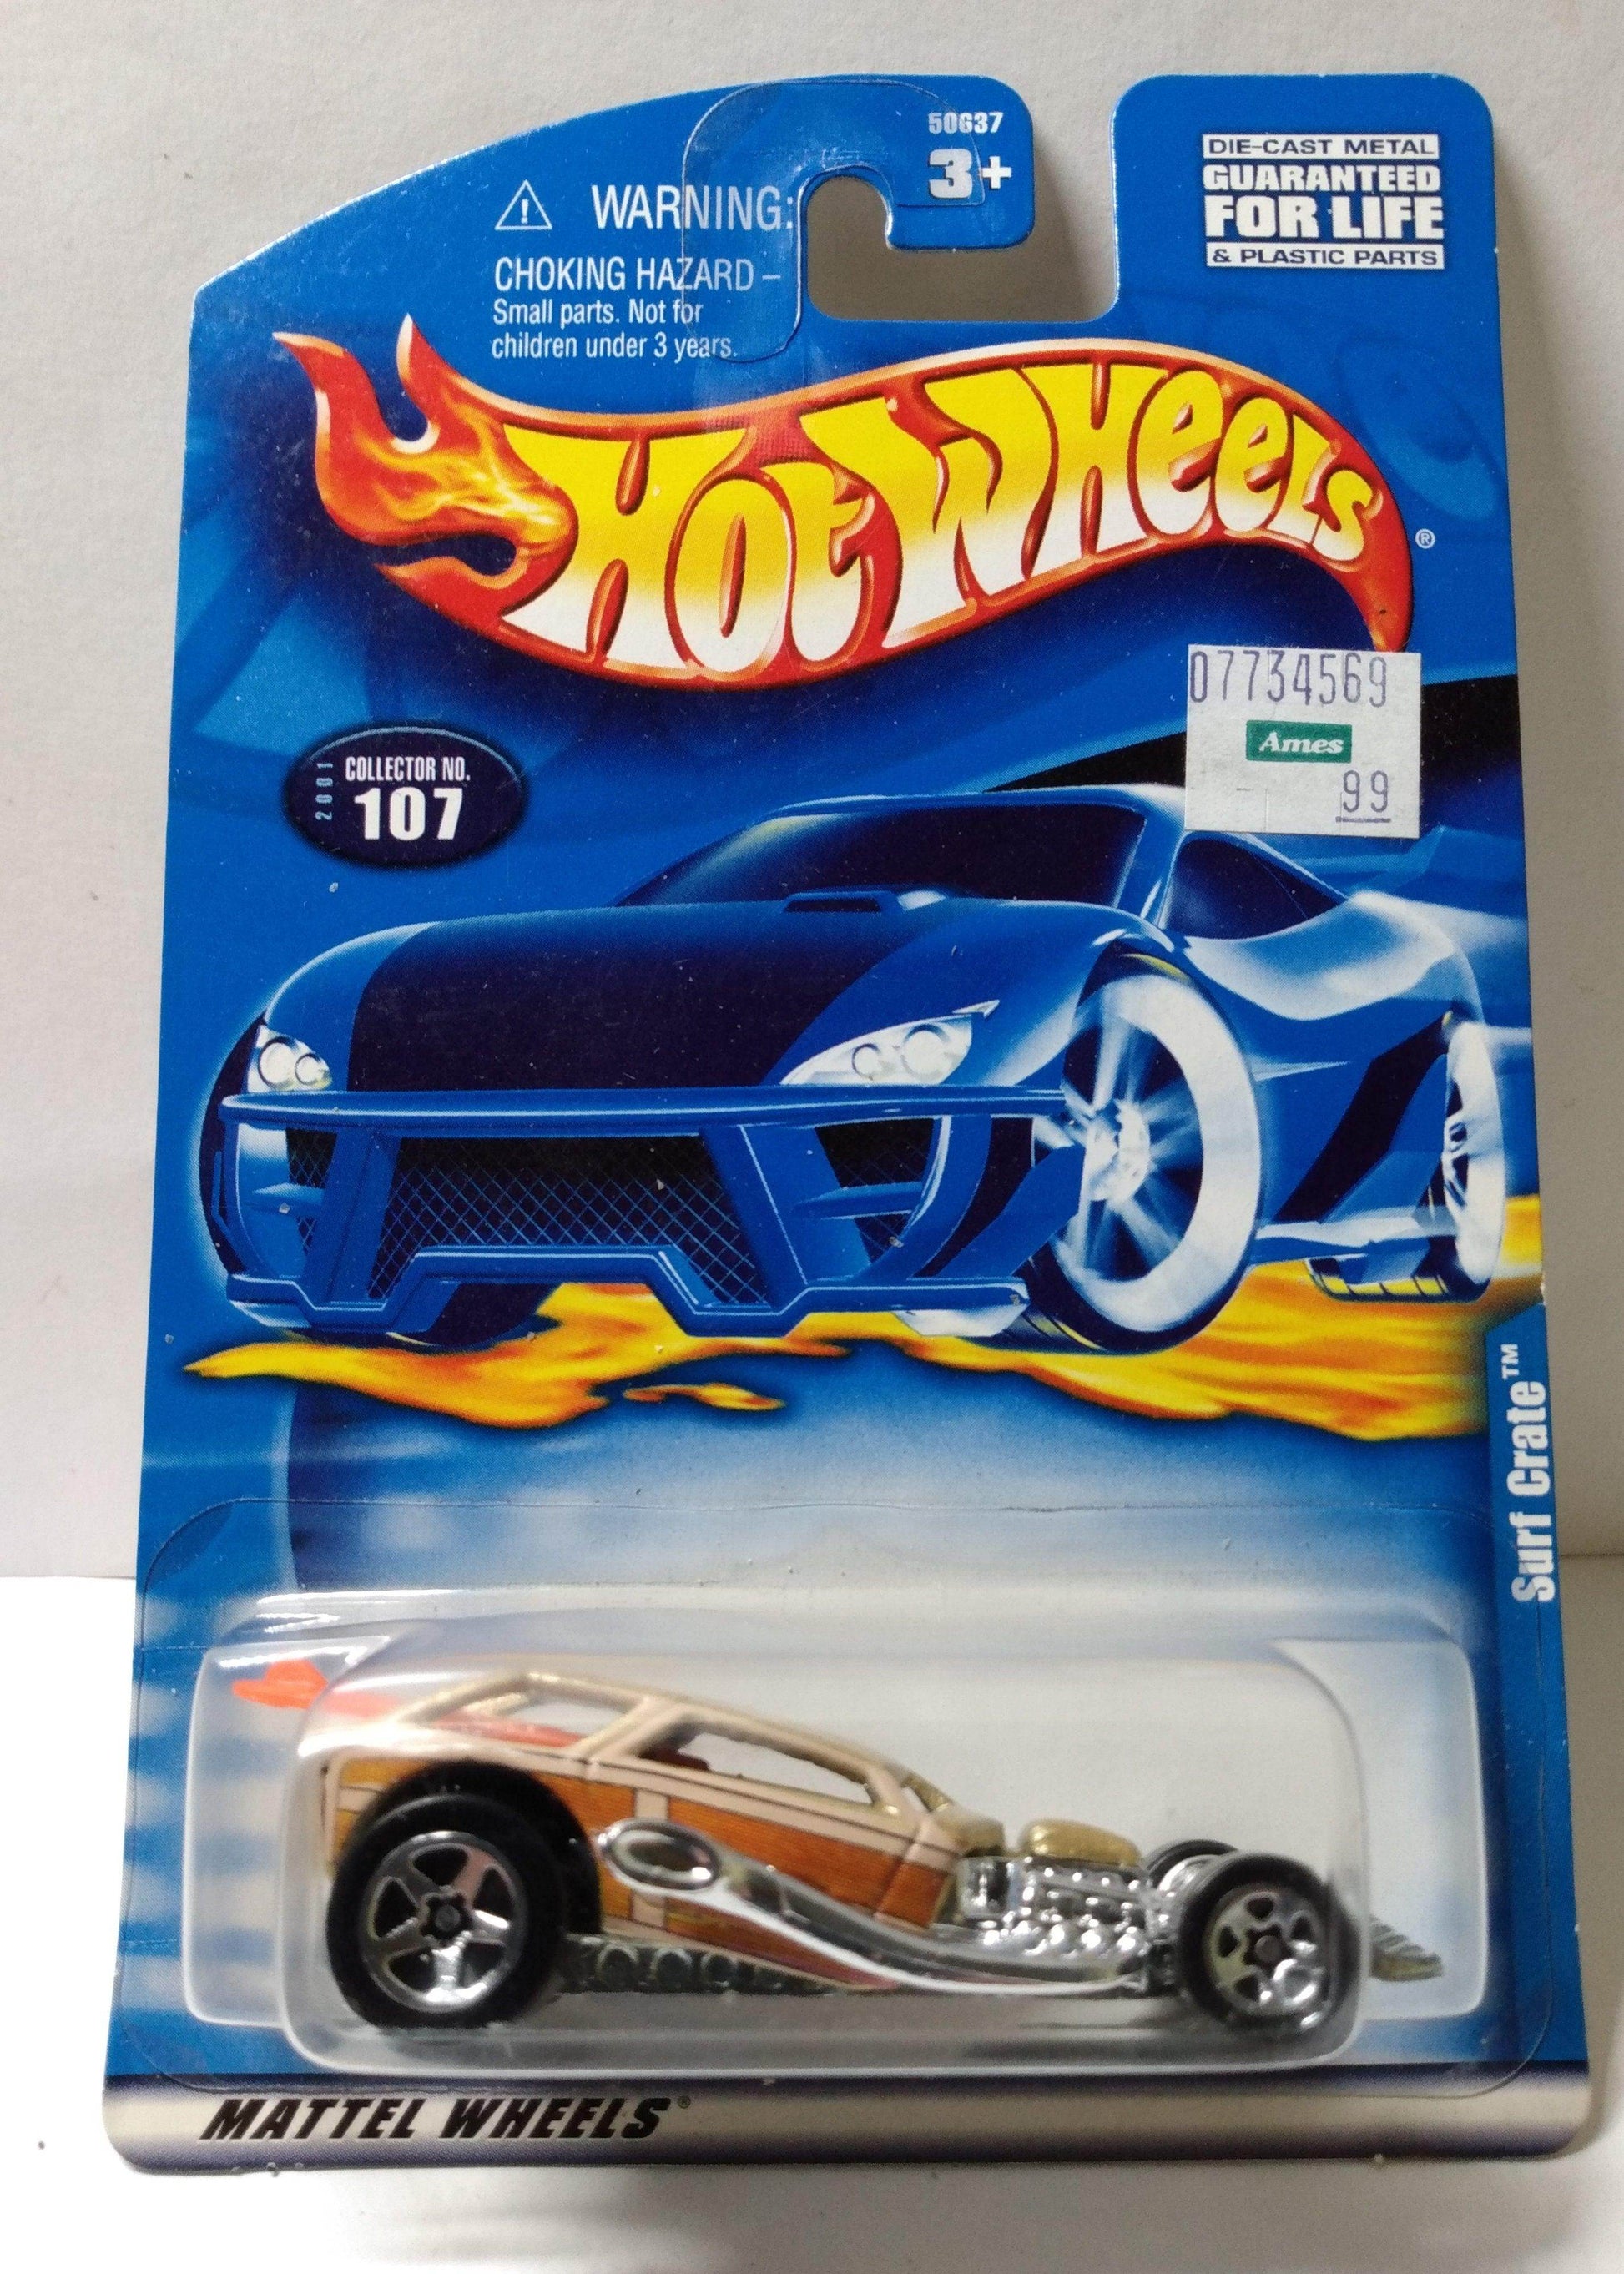 50637
3+
WARNING:
CHOKING HAZARD –
Small parts. Not for
children under 3 years.
DIE-CAST METAL
GUARANTEED
FOR LIFE
& PLASTIC PARTS
HOT WHEELS®
07734569
Ames
99
2001
COLLECTOR NO.
107
Surf Crate™
MATTEL WHEELS®